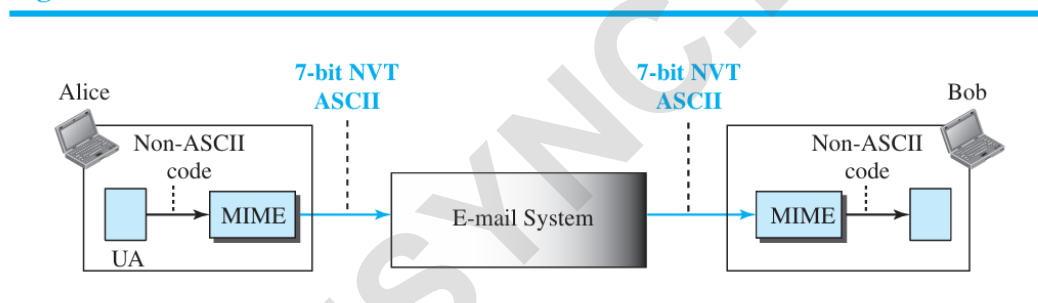 7-bit NVT
ASCII
7-bit NVT
ASCII
Alice
Bob
Non-ASCII
code
Non-ASCII
code
MIME
E-mail System
MIME
UA
SYNC.